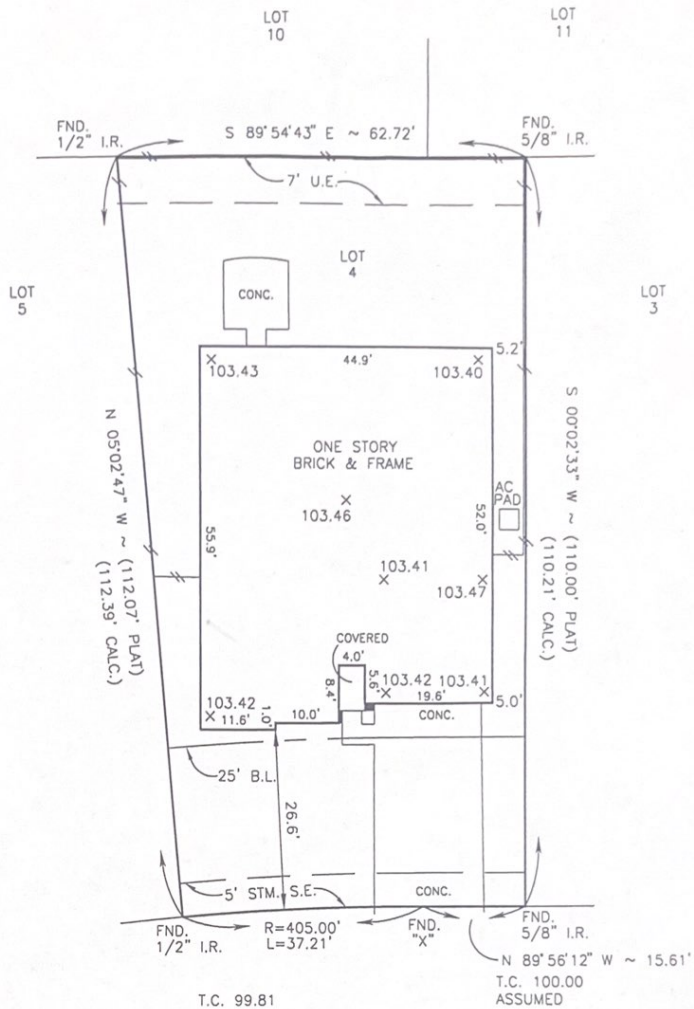 LOT
10
LOT
11
FND.
1/2" I.R.
S 89°54'43" E ~ 62.72'
FND.
5/8" I.R.
7' U.E.
LOT
4
LOT
5
LOT
3
CONC.
5.2'
103.43
44.9'
103.40
N 05°02'47" W ~ (112.07' PLAT)
(112.39' CALC.)
S 00°02'33" W ~ (110.00' PLAT)
(110.21' CALC.)
ONE STORY
BRICK & FRAME
AC
PAD
103.46
55.9'
52.0'
103.41
103.47
COVERED
4.0'
8.4'
5.6'
103.42
103.41
19.6'
103.42
11.6'
1.0'
10.0'
CONC.
5.0'
25' B.L.
26.6'
5' STM. S.E.
CONC.
FND.
1/2" I.R.
R=405.00'
L=37.21'
FND.
"X"
FND.
5/8" I.R.
N 89°56'12" W ~ 15.61'
T.C. 99.81
T.C. 100.00
ASSUMED